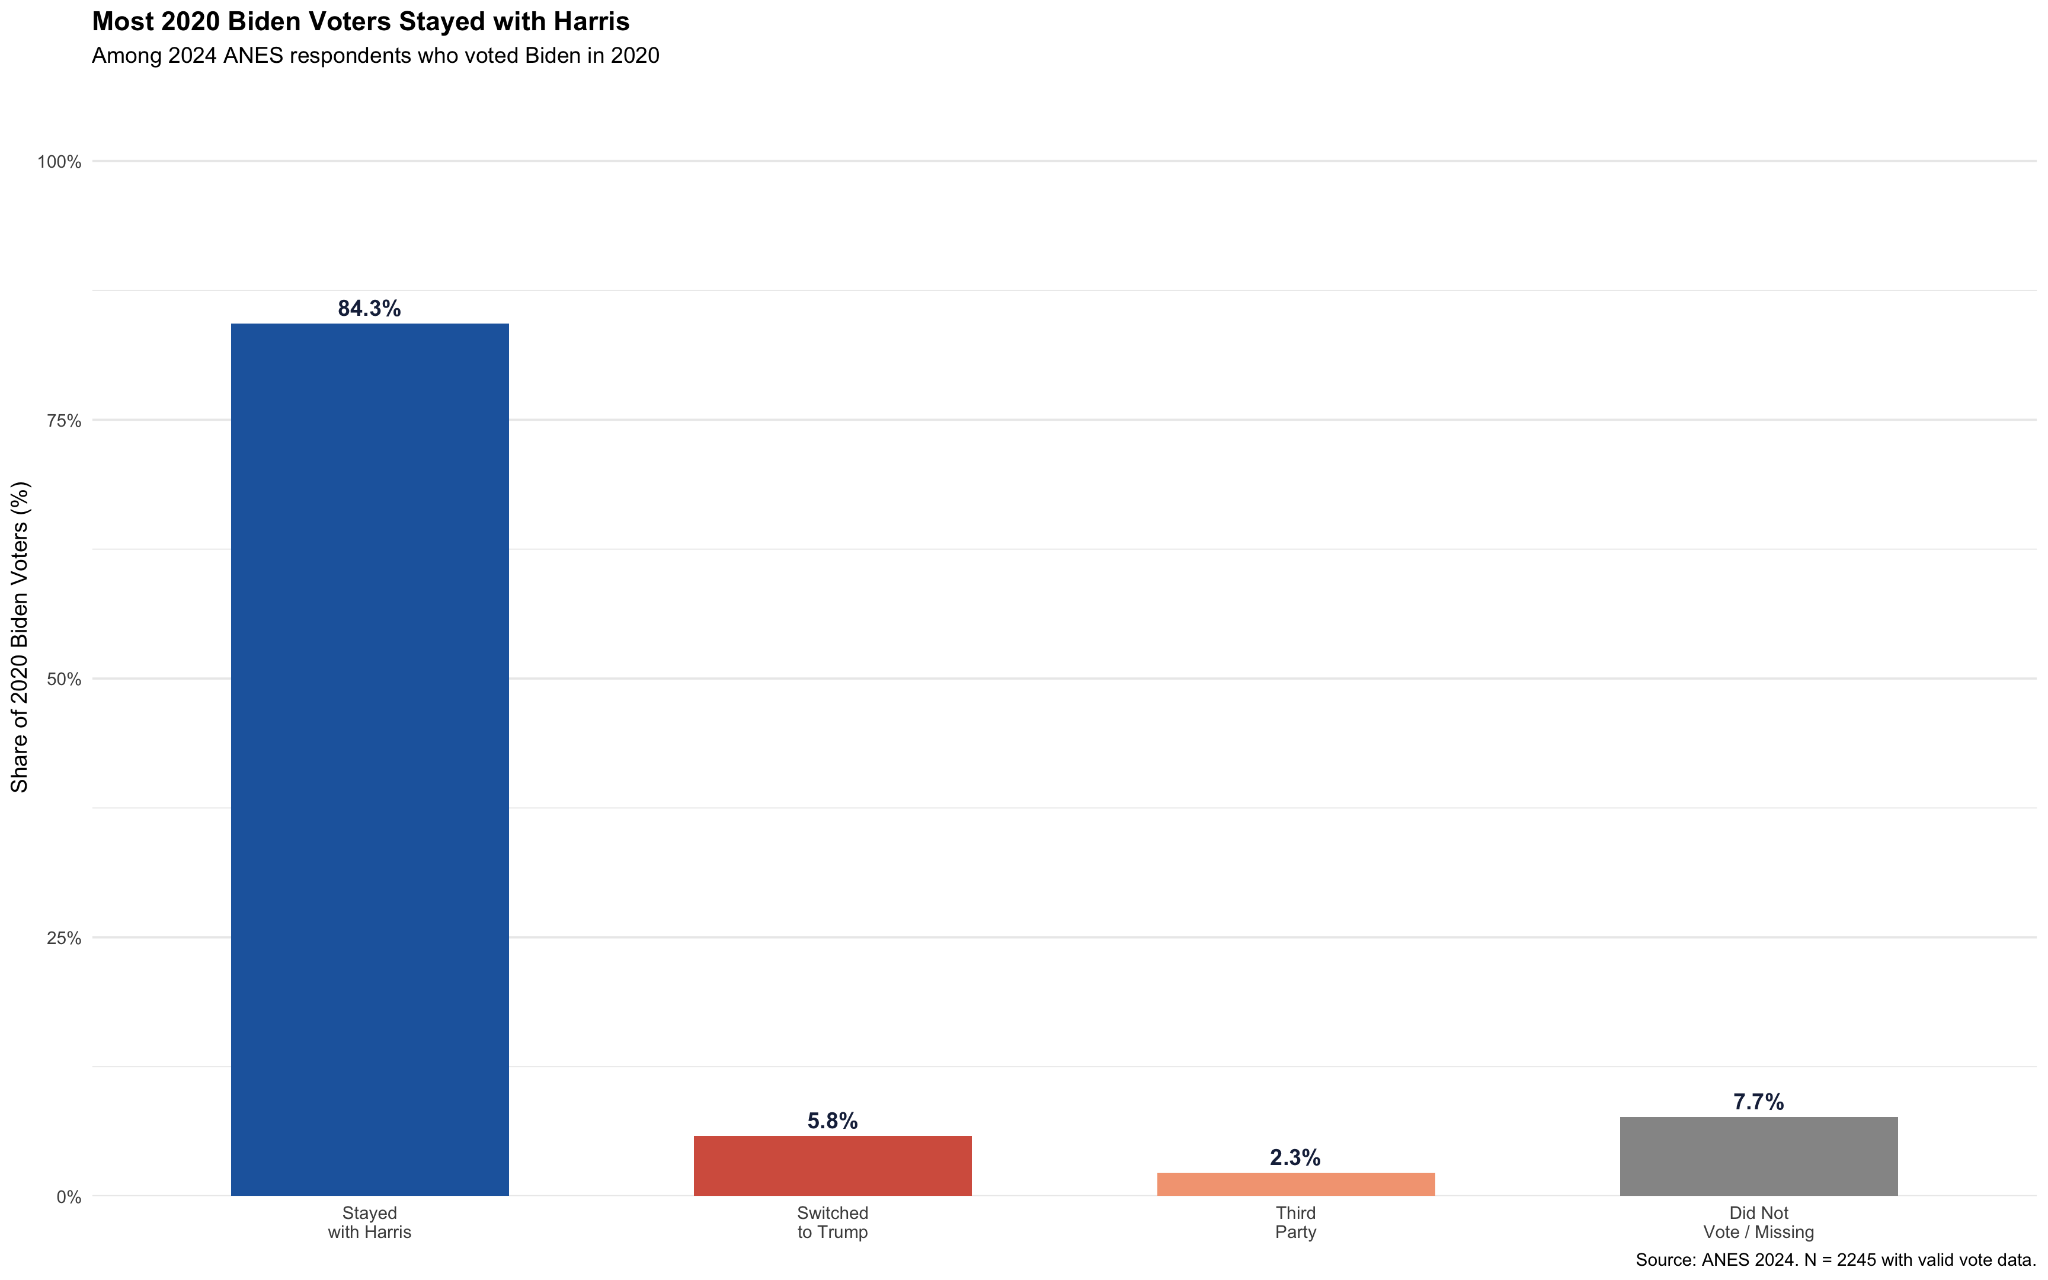 Most 2020 Biden Voters Stayed with Harris
Among 2024 ANES respondents who voted Biden in 2020
Share of 2020 Biden Voters (%)
100%
75%
50%
25%
0%
84.3%
5.8%
2.3%
7.7%
Stayed
with Harris
Switched
to Trump
Third
Party
Did Not
Vote / Missing
Source: ANES 2024. N = 2245 with valid vote data.